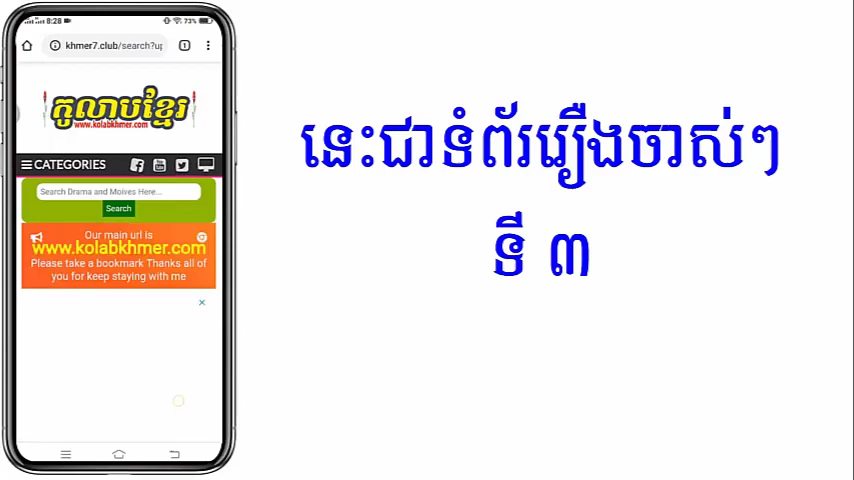 8:28
73%
khmer7.club/search?up
1
កូលាបខ្មែរ
www.kolabkhmer.com
CATEGORIES
Search Drama and Moives Here...
Search
Our main url is
www.kolabkhmer.com
Please take a bookmark Thanks all of
you for keep staying with me
នេះជាទំព័ររឿងចាស់ៗ
ទី ៣